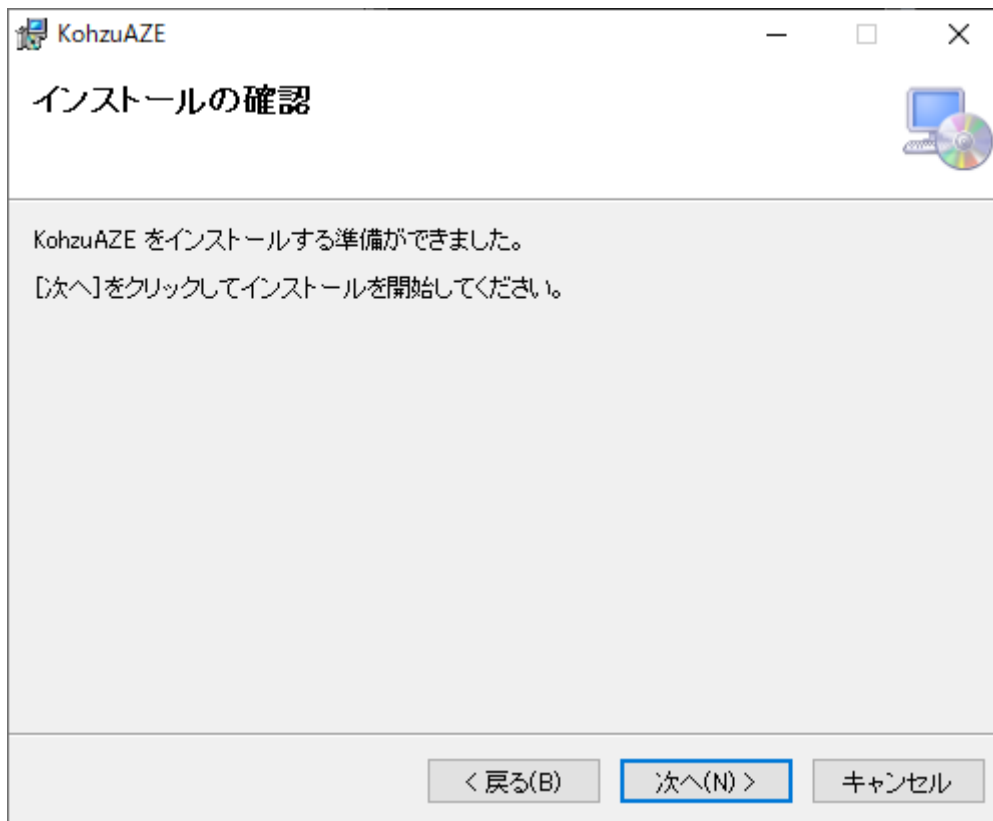 KohzuAZE
インストールの確認
KohzuAZE をインストールする準備ができました。
[次へ]をクリックしてインストールを開始してください。
< 戻る(B)
次へ(N) >
キャンセル